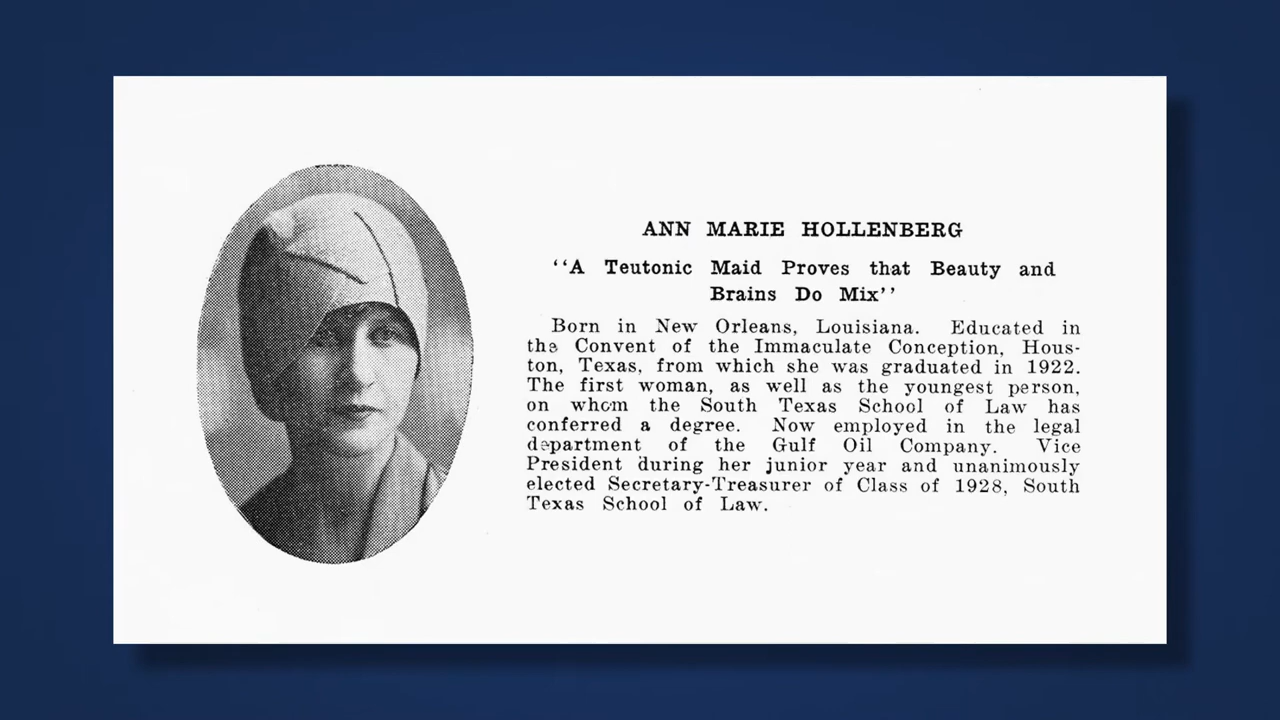 ANN MARIE HOLLENBERG
‘‘A Teutonic Maid Proves that Beauty and
Brains Do Mix’’
Born in New Orleans, Louisiana. Educated in
the Convent of the Immaculate Conception, Hous-
ton, Texas, from which she was graduated in 1922.
The first woman, as well as the youngest person,
on whom the South Texas School of Law has
conferred a degree. Now employed in the legal
department of the Gulf Oil Company. Vice
President during her junior year and unanimously
elected Secretary-Treasurer of Class of 1928, South
Texas School of Law.